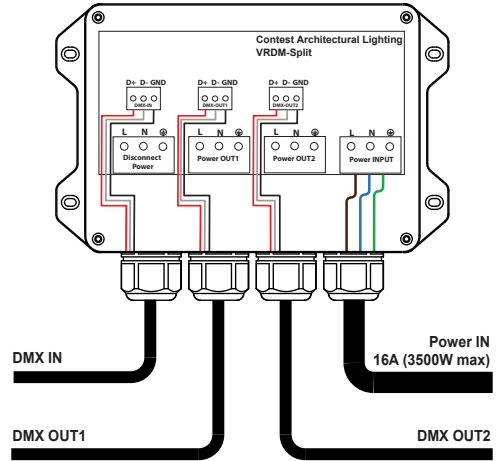 Contest Architectural Lighting
VRDM-Split
D+ D- GND
DMX-IN
D+ D- GND
DMX-OUT1
D+ D- GND
DMX-OUT2
L N
Disconnect
Power
L N
Power OUT1
L N
Power OUT2
L N
Power INPUT
Power IN
16A (3500W max)
DMX IN
DMX OUT1
DMX OUT2